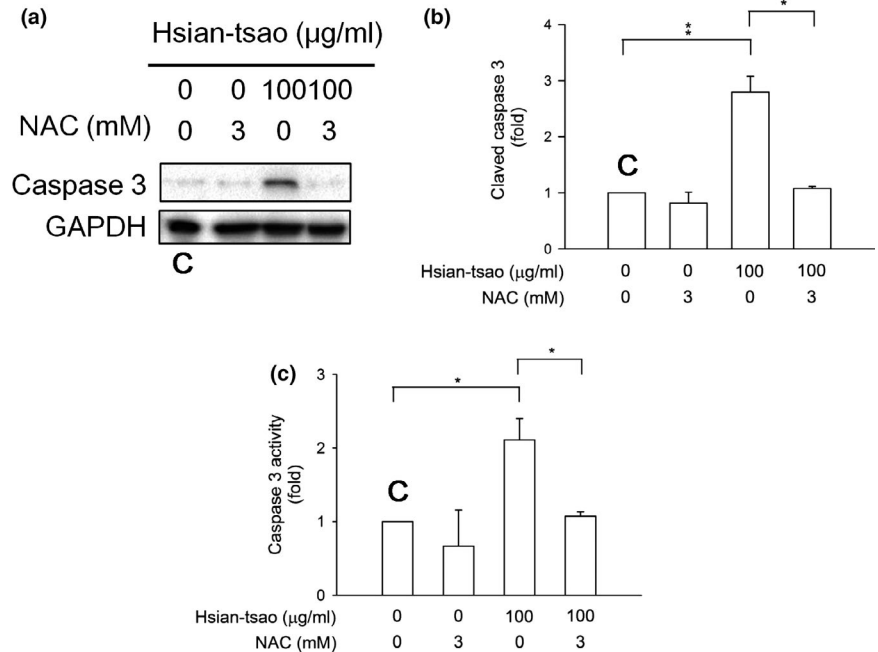 (a)
Hsian-tsao (µg/ml)
0 0 100 100
NAC (mM) 0 3 0 3
Caspase 3
GAPDH
C
(b)
Claved caspase 3
(fold)
4
3
2
1
0
*
*
*
C
Hsian-tsao (µg/ml) 0 0 100 100
NAC (mM) 0 3 0 3
(c)
Caspase 3 activity
(fold)
3
2
1
0
*
*
C
Hsian-tsao (µg/ml) 0 0 100 100
NAC (mM) 0 3 0 3